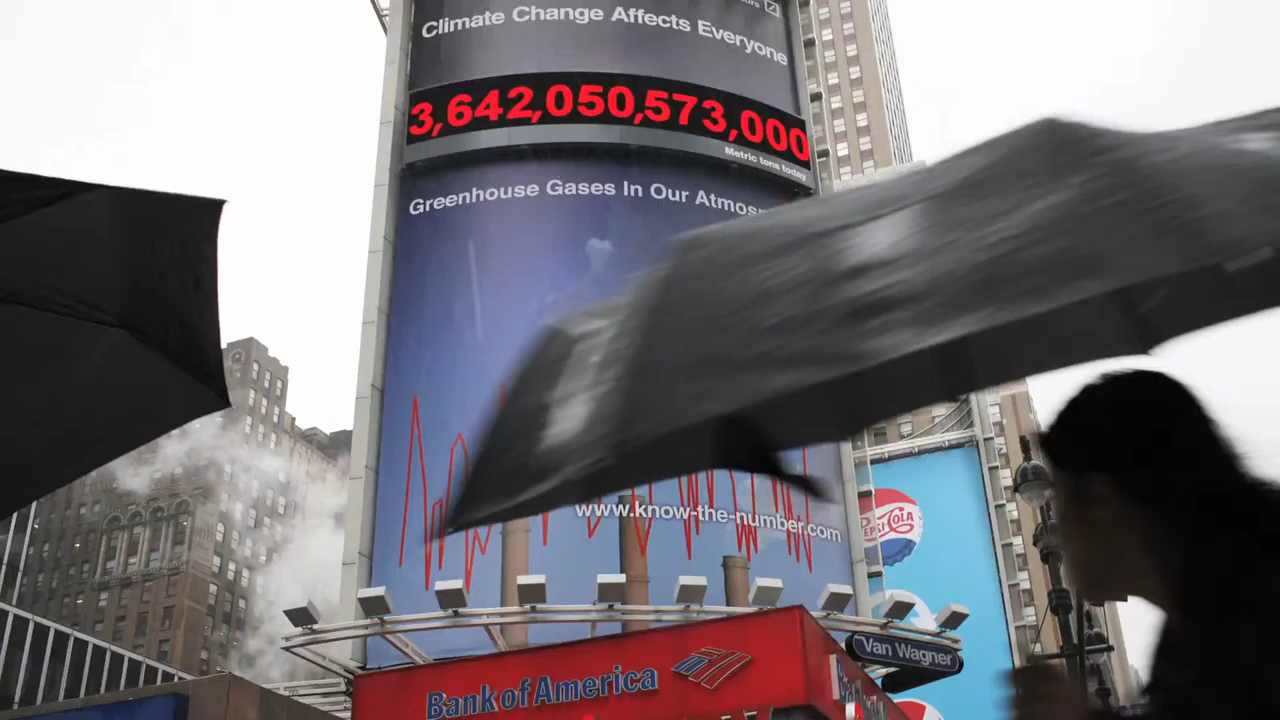 Climate Change Affects Everyone
3,642,050,573,000
Metric tons today
Greenhouse Gases In Our
www.know-the-number.com
PEPSI-COLA
Van Wagner
Bank of America